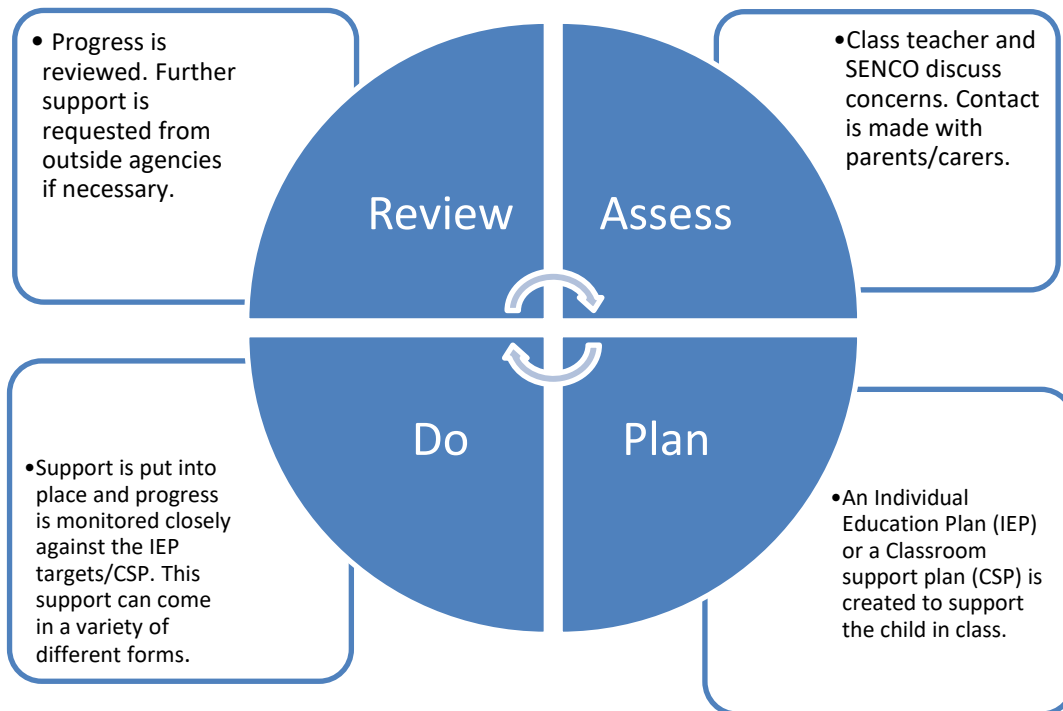 • Progress is
reviewed. Further
support is
requested from
outside agencies
if necessary.
•Class teacher and
SENCO discuss
concerns. Contact
is made with
parents/carers.
Review
Assess
Do
Plan
•Support is put into
place and progress
is monitored closely
against the IEP
targets/CSP. This
support can come
in a variety of
different forms.
•An Individual
Education Plan (IEP)
or a Classroom
support plan (CSP) is
created to support
the child in class.